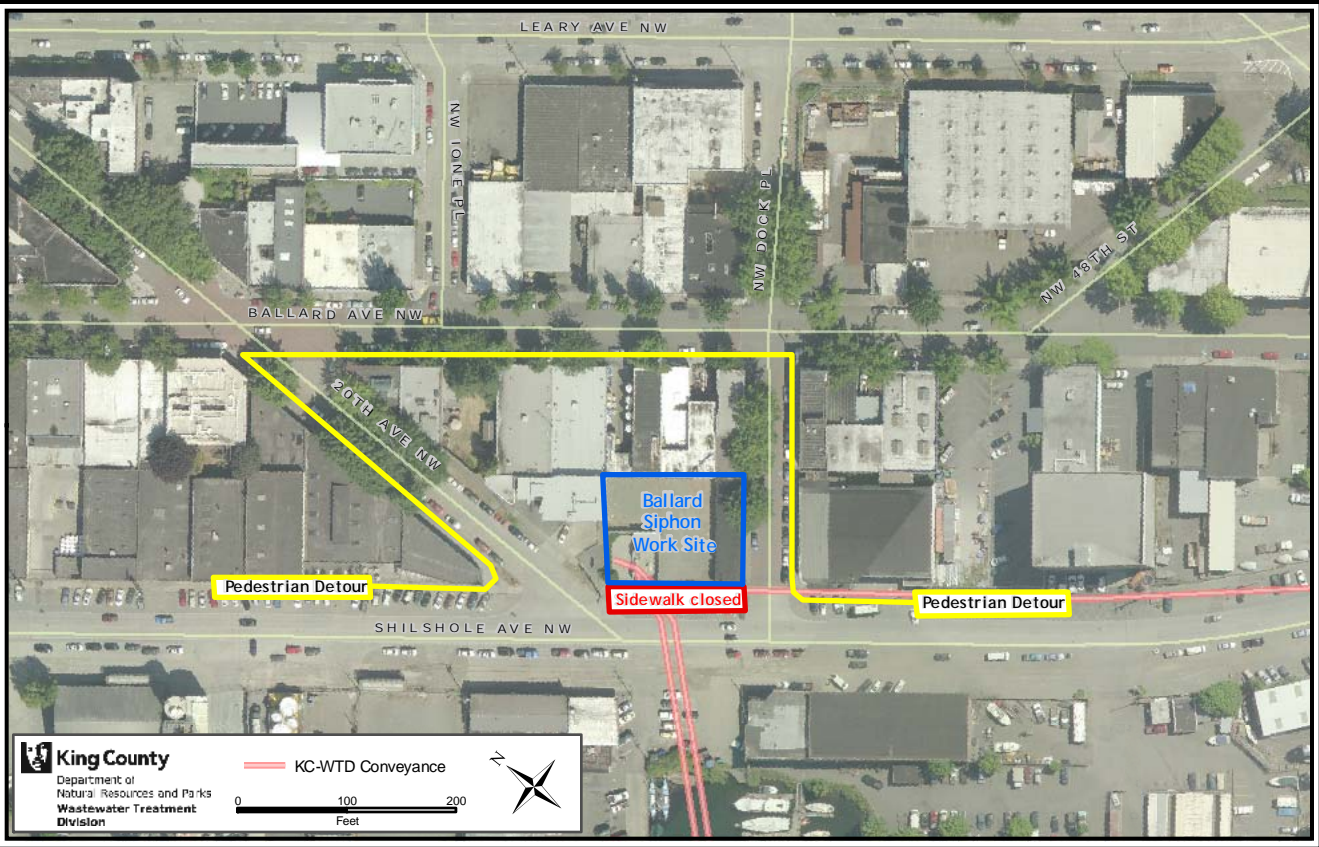 LEARY AVE NW
NW IONE PL
NW DOCK PL
NW 48TH ST
BALLARD AVE NW
20TH AVE NW
Ballard
Siphon
Work Site
Pedestrian Detour
Sidewalk closed
Pedestrian Detour
SHILSHOLE AVE NW
King County
Department of
Natural Resources and Parks
Wastewater Treatment
Division
KC-WTD Conveyance
0 100 200
Feet
N